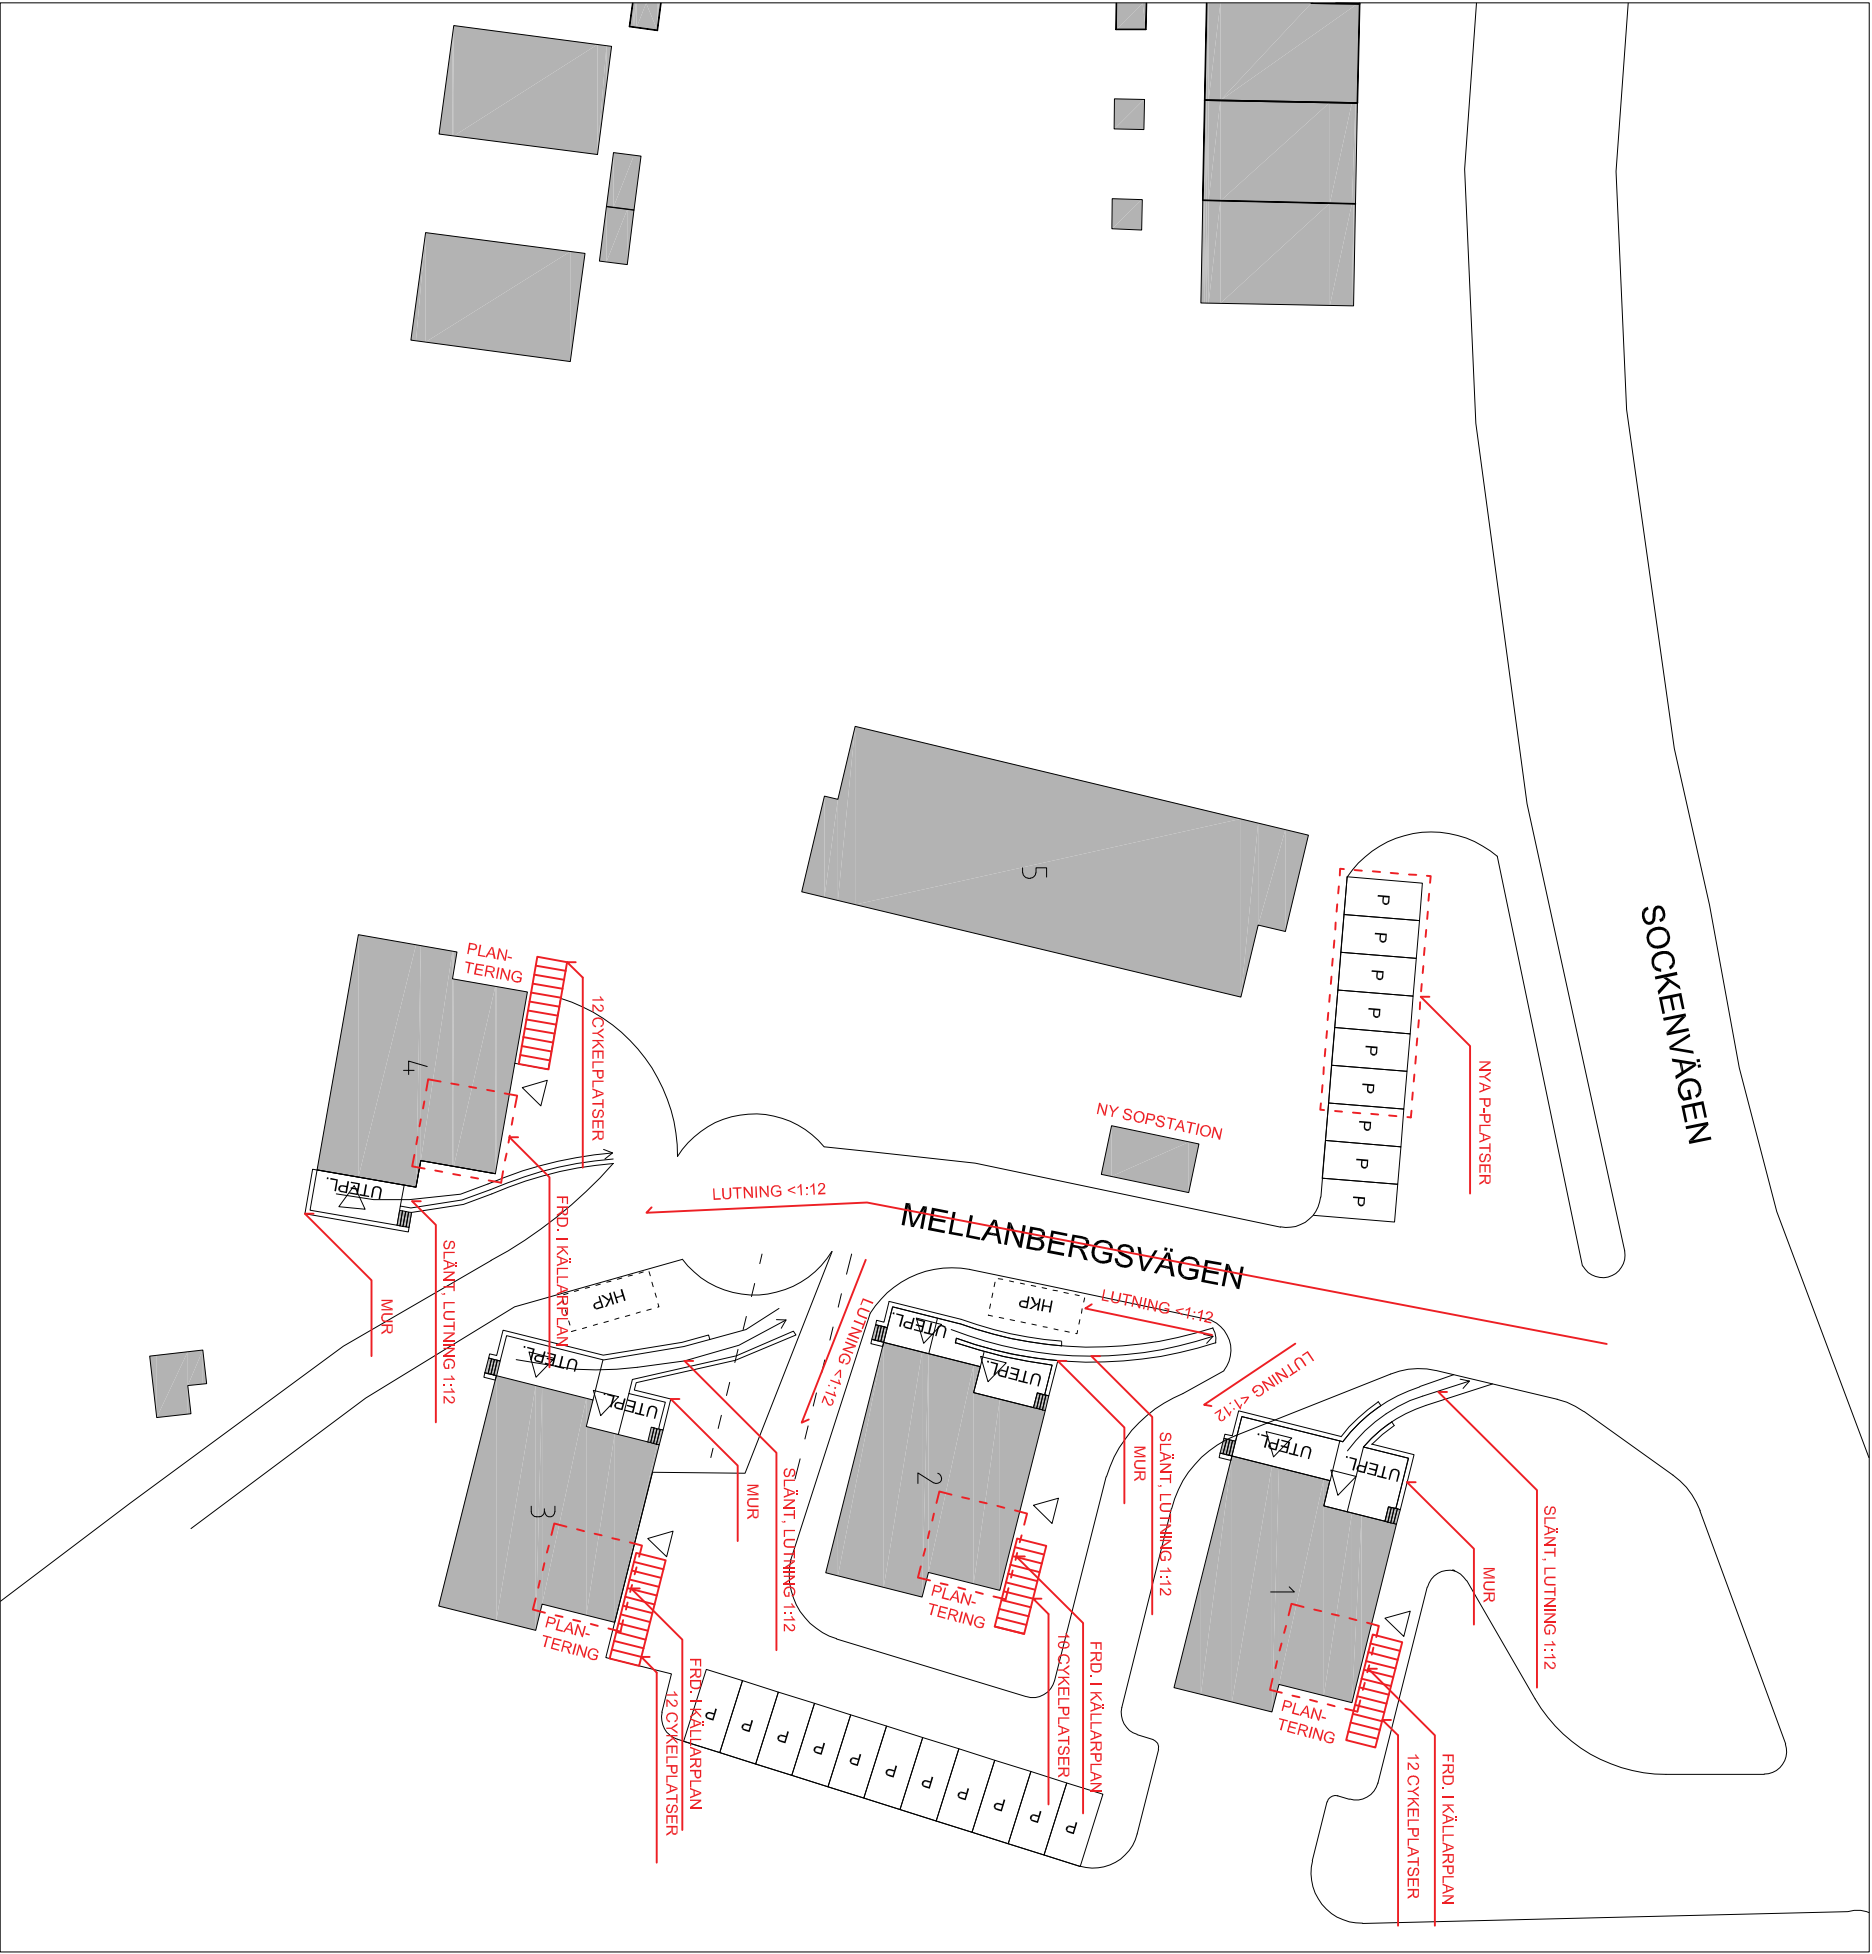 SOCKENVÄGEN
5
P
P
P
P
P
P
P
P
P
NYA P-PLATSER
NY SOPSTATION
PLAN-
TERING
12 CYKELPLATSER
4
UTEPL.
FRD. I KÄLLARPLAN
SLÄNT, LUTNING 1:12
MUR
LUTNING <1:12
MELLANBERGSVÄGEN
HKP
LUTNING <1:12
HKP
LUTNING <1:12
LUTNING <1:12
UTEPL.
UTEPL.
3
MUR
SLÄNT, LUTNING 1:12
PLAN-
TERING
FRD. I KÄLLARPLAN
12 CYKELPLATSER
UTEPL.
UTEPL.
2
MUR
SLÄNT, LUTNING 1:12
PLAN-
TERING
10 CYKELPLATSER
FRD. I KÄLLARPLAN
UTEPL.
UTEPL.
1
MUR
SLÄNT, LUTNING 1:12
PLAN-
TERING
12 CYKELPLATSER
FRD. I KÄLLARPLAN
P
P
P
P
P
P
P
P
P
P
P